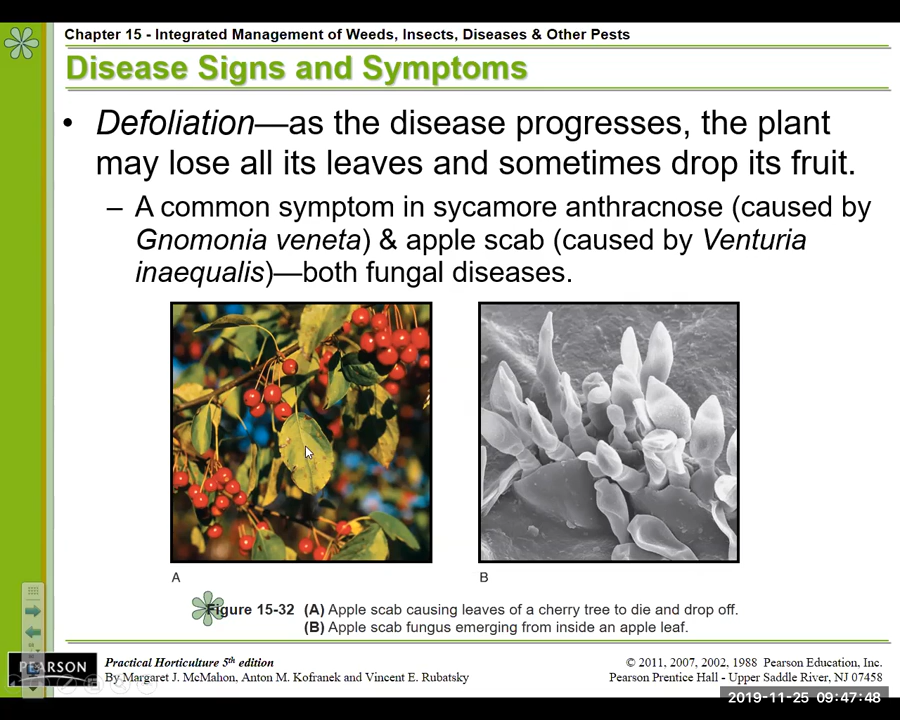 Chapter 15 - Integrated Management of Weeds, Insects, Diseases & Other Pests
Disease Signs and Symptoms
• Defoliation—as the disease progresses, the plant
may lose all its leaves and sometimes drop its fruit.
– A common symptom in sycamore anthracnose (caused by
Gnomonia veneta) & apple scab (caused by Venturia
inaequalis)—both fungal diseases.
A
B
Figure 15-32 (A) Apple scab causing leaves of a cherry tree to die and drop off.
(B) Apple scab fungus emerging from inside an apple leaf.
PEARSON
Practical Horticulture 5th edition
By Margaret J. McMahon, Anton M. Kofranek and Vincent E. Rubatsky
© 2011, 2007, 2002, 1988 Pearson Education, Inc.
Pearson Prentice Hall - Upper Saddle River, NJ 07458
2019-11-25 09:47:48